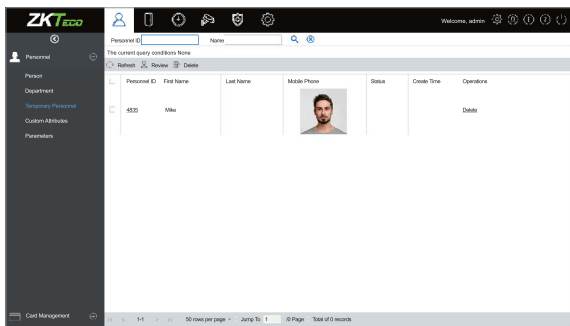 ZKTeco
Welcome, admin
Personnel ID
Name
The current query conditions None
Personnel
Refresh
Review
Delete
Person
Department
Temporary Personnel
Custom Attributes
Parameters
Personnel ID
First Name
Last Name
Mobile Phone
Status
Create Time
Operations
4835
Mike
Delete
Card Management
1-1
50 rows per page
Jump To 1
/0 Page
Total of 0 records